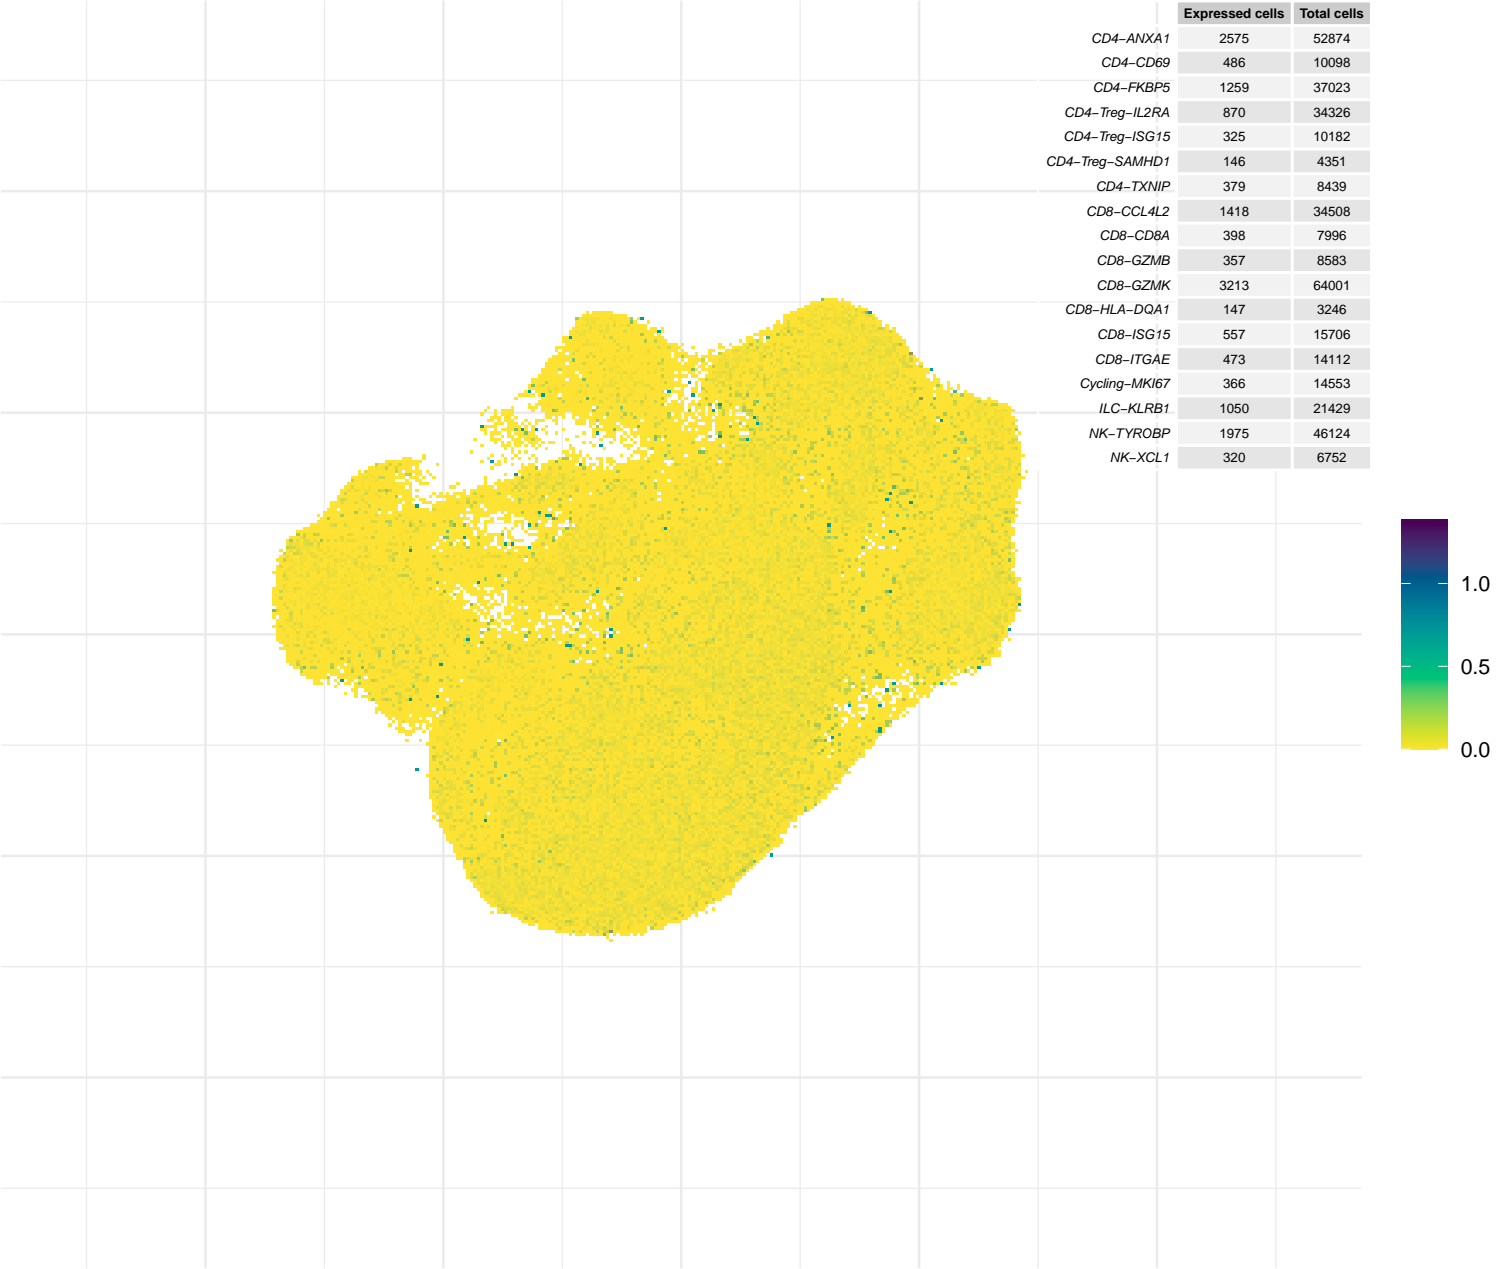 Expressed cells Total cells
CD4−ANXA1 2575 52874
CD4−CD69 486 10098
CD4−FKBP5 1259 37023
CD4−Treg−IL2RA 870 34326
CD4−Treg−ISG15 325 10182
CD4−Treg−SAMHD1 146 4351
CD4−TXNIP 379 8439
CD8−CCL4L2 1418 34508
CD8−CD8A 398 7996
CD8−GZMB 357 8583
CD8−GZMK 3213 64001
CD8−HLA−DQA1 147 3246
CD8−ISG15 557 15706
CD8−ITGAE 473 14112
Cycling−MKI67 366 14553
ILC−KLRB1 1050 21429
NK−TYROBP 1975 46124
NK−XCL1 320 6752
1.0
0.5
0.0